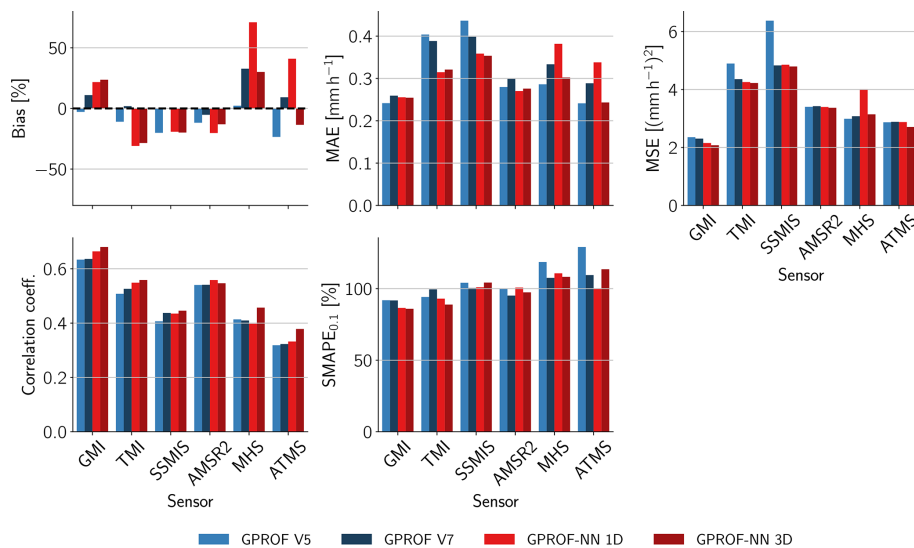 Bias [%]
50
0
−50
MAE [mm h⁻¹]
0.4
0.3
0.2
0.1
0.0
MSE [(mm h⁻¹)²]
6
4
2
0
GMI
TMI
SSMIS
AMSR2
MHS
ATMS
Sensor
Correlation coeff.
0.6
0.4
0.2
0.0
GMI
TMI
SSMIS
AMSR2
MHS
ATMS
Sensor
SMAPE₀.₁ [%]
100
50
0
GMI
TMI
SSMIS
AMSR2
MHS
ATMS
Sensor
GPROF V5 GPROF V7 GPROF-NN 1D GPROF-NN 3D